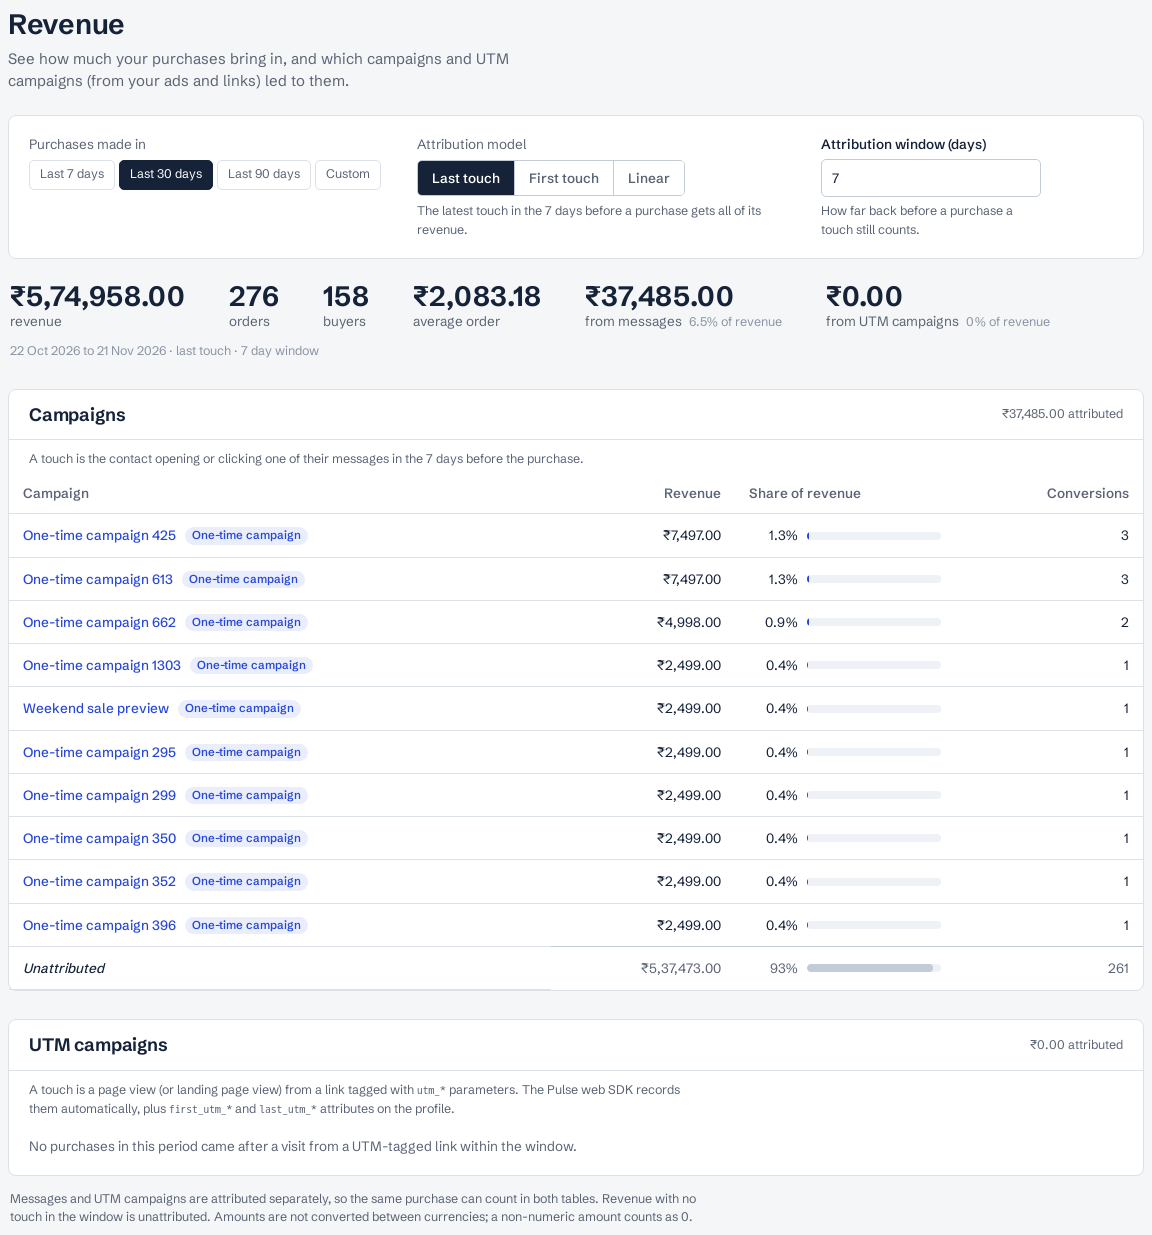 Revenue
See how much your purchases bring in, and which campaigns and UTM
campaigns (from your ads and links) led to them.
Purchases made in
Last 7 days Last 30 days Last 90 days Custom
Attribution model
Last touch First touch Linear
The latest touch in the 7 days before a purchase gets all of its
revenue.
Attribution window (days)
7
How far back before a purchase a
touch still counts.
₹5,74,958.00
revenue
276
orders
158
buyers
₹2,083.18
average order
₹37,485.00
from messages 6.5% of revenue
₹0.00
from UTM campaigns 0% of revenue
22 Oct 2026 to 21 Nov 2026 · last touch · 7 day window
Campaigns ₹37,485.00 attributed
A touch is the contact opening or clicking one of their messages in the 7 days before the purchase.
Campaign Revenue Share of revenue Conversions
One-time campaign 425 One-time campaign ₹7,497.00 1.3% 3
One-time campaign 613 One-time campaign ₹7,497.00 1.3% 3
One-time campaign 662 One-time campaign ₹4,998.00 0.9% 2
One-time campaign 1303 One-time campaign ₹2,499.00 0.4% 1
Weekend sale preview One-time campaign ₹2,499.00 0.4% 1
One-time campaign 295 One-time campaign ₹2,499.00 0.4% 1
One-time campaign 299 One-time campaign ₹2,499.00 0.4% 1
One-time campaign 350 One-time campaign ₹2,499.00 0.4% 1
One-time campaign 352 One-time campaign ₹2,499.00 0.4% 1
One-time campaign 396 One-time campaign ₹2,499.00 0.4% 1
Unattributed ₹5,37,473.00 93% 261
UTM campaigns ₹0.00 attributed
A touch is a page view (or landing page view) from a link tagged with utm_* parameters. The Pulse web SDK records
them automatically, plus first_utm_* and last_utm_* attributes on the profile.
No purchases in this period came after a visit from a UTM-tagged link within the window.
Messages and UTM campaigns are attributed separately, so the same purchase can count in both tables. Revenue with no
touch in the window is unattributed. Amounts are not converted between currencies; a non-numeric amount counts as 0.